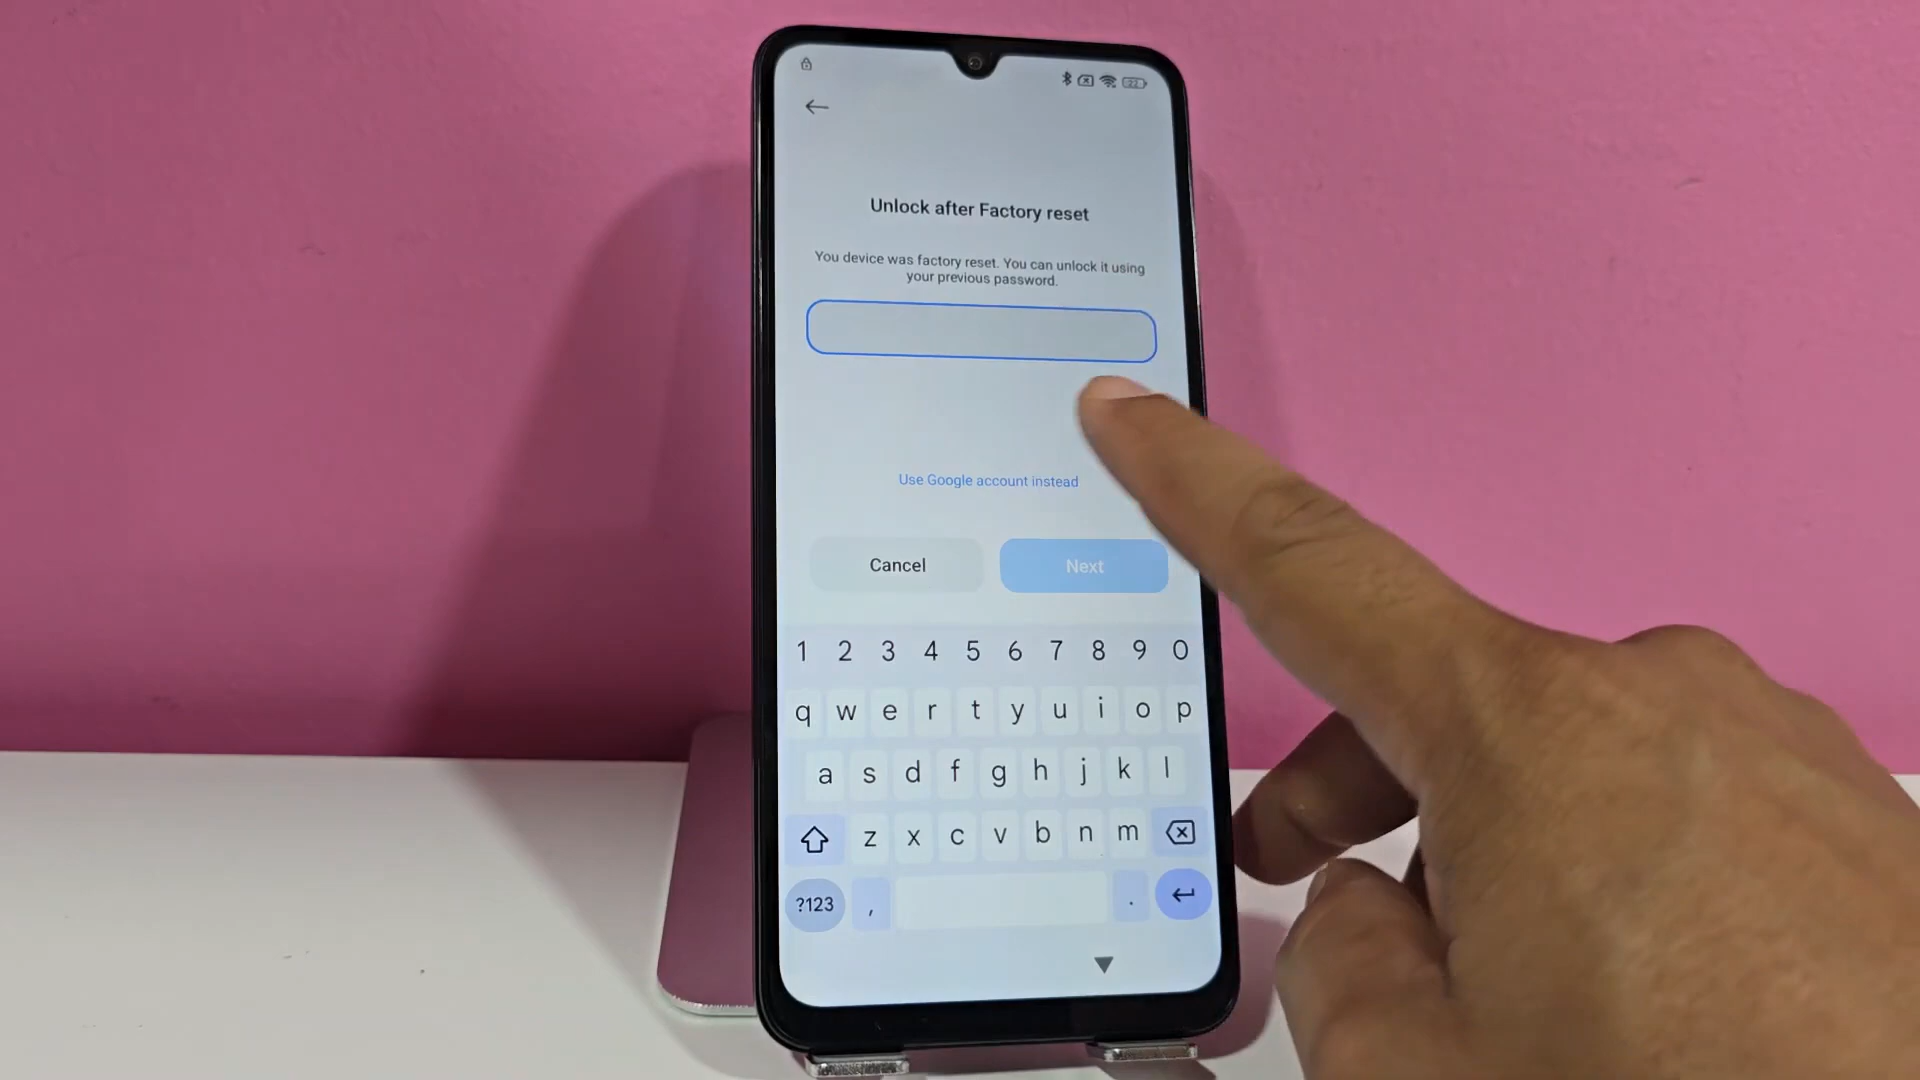 22
Unlock after Factory reset
You device was factory reset. You can unlock it using
your previous password.
Use Google account instead
Cancel
Next
1 2 3 4 5 6 7 8 9 0
q w e r t y u i o p
a s d f g h j k l
z x c v b n m
?123 , .